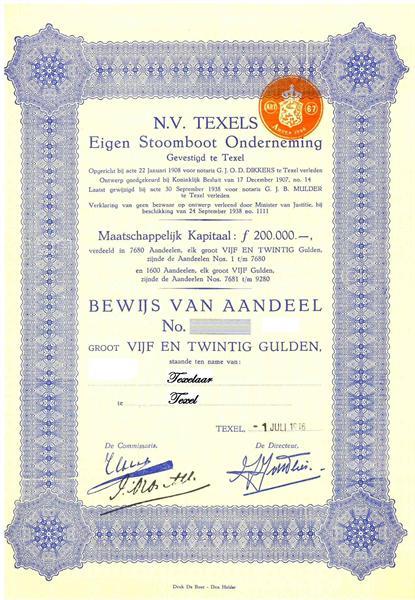 ART 67
N.V. TEXELS
Eigen Stoomboot Onderneming
Gevestigd te Texel
Opgericht bij acte 22 Januari 1908 voor notaris G. J. O. D. DIKKERS te Texel verleden
Ontwerp goedgekeurd bij Koninklijk Besluit van 17 December 1907, no. 14
Laatst gewijzigd bij acte 30 September 1938 voor notaris G. J. B. MULDER
te Texel verleden
Verklaring van geen bezwaar op ontwerp verleend door Minister van Justitie, bij
beschikking van 24 September 1938 no. 1111
Maatschappelijk Kapitaal: ƒ 200.000.—,
verdeeld in 7680 Aandeelen, elk groot VIJF EN TWINTIG Gulden,
zijnde de Aandeelen Nos. 1 t/m 7680
en 1600 Aandeelen, elk groot VIJF EN TWINTIG Gulden,
zijnde de Aandeelen Nos. 7681 t/m 9280
BEWIJS VAN AANDEEL
No.
GROOT VIJF EN TWINTIG GULDEN,
staande ten name van:
Texelaar
te Texel
TEXEL, -1 JULI
De Commissaris. De Directeur.
Dirk De Boer - Den Helder